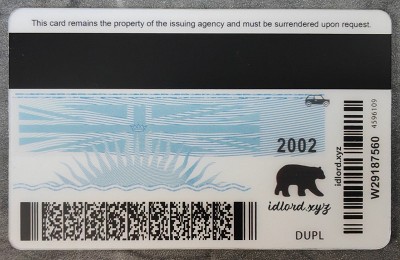 This card remains the property of the issuing agency and must be surrendered upon request.
2002
idlord.xyz
DUPL
idlord.xyz
W29187560
4596109